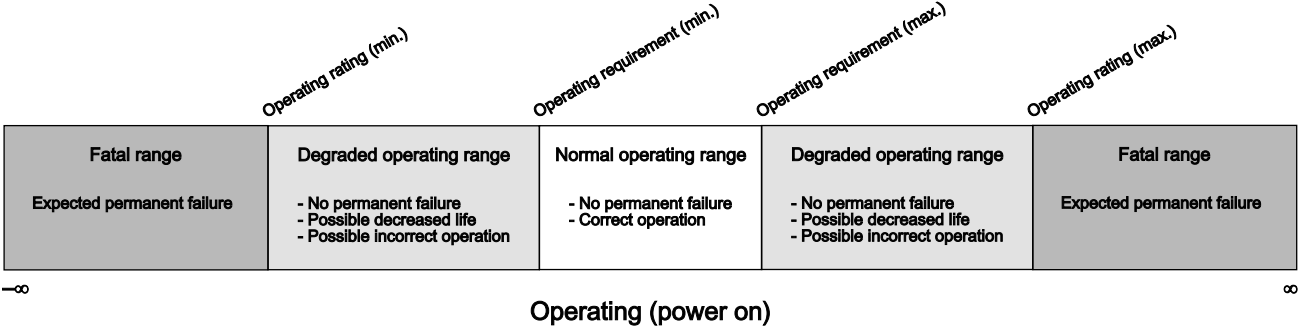 Operating rating (min.)
Operating requirement (min.)
Operating requirement (max.)
Operating rating (max.)
Fatal range
Expected permanent failure
Degraded operating range
- No permanent failure
- Possible decreased life
- Possible incorrect operation
Normal operating range
- No permanent failure
- Correct operation
Degraded operating range
- No permanent failure
- Possible decreased life
- Possible incorrect operation
Fatal range
Expected permanent failure
–∞
∞
Operating (power on)